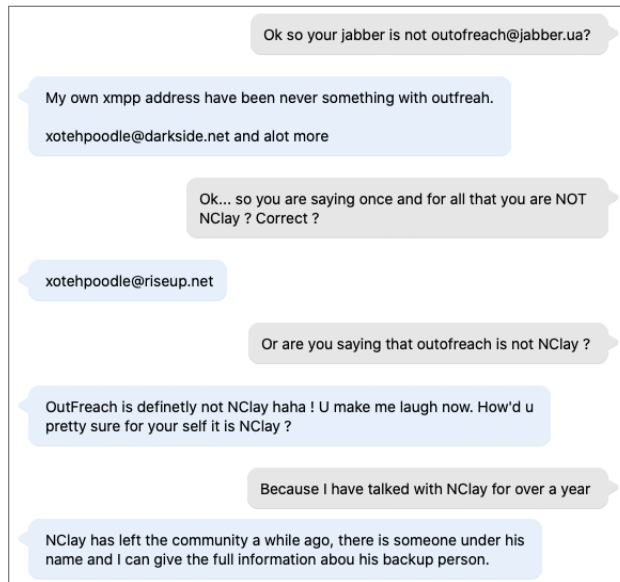 Ok so your jabber is not outofreach@jabber.ua?
My own xmpp address have been never something with outfreah.
xotehpoodle@darkside.net and alot more
Ok... so you are saying once and for all that you are NOT
NClay ? Correct ?
xotehpoodle@riseup.net
Or are you saying that outofreach is not NClay ?
OutFreach is definetly not NClay haha ! U make me laugh now. How'd u
pretty sure for your self it is NClay ?
Because I have talked with NClay for over a year
NClay has left the community a while ago, there is someone under his
name and I can give the full information abou his backup person.